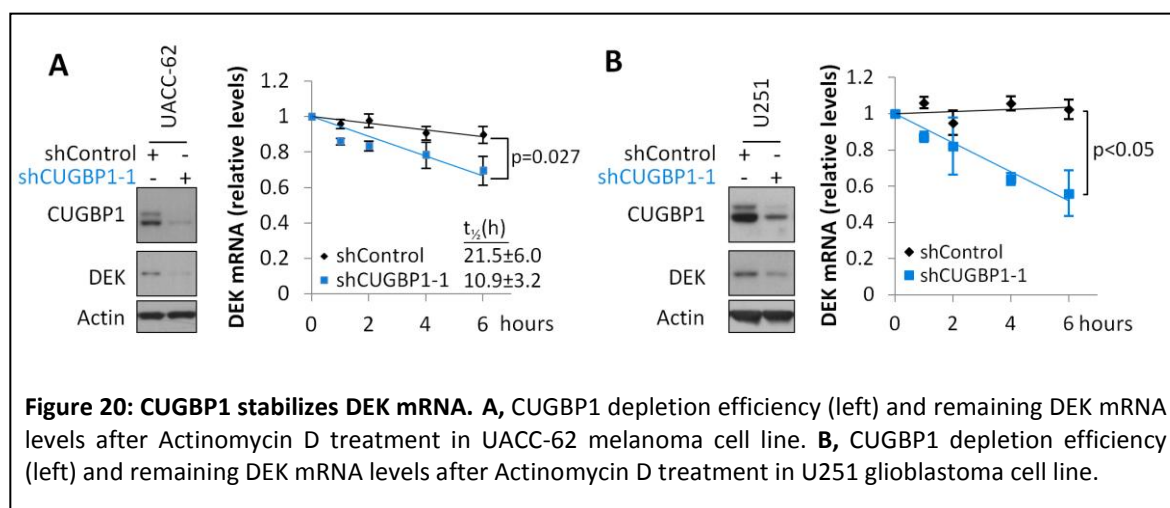 A
UACC-62
shControl + -
shCUGBP1-1 - +
CUGBP1
DEK
Actin
DEK mRNA (relative levels)
1.2
1
0.8
0.6
0.4
0.2
0
p=0.027
t½(h)
shControl 21.5±6.0
shCUGBP1-1 10.9±3.2
0 2 4 6 hours
B
U251
shControl + -
shCUGBP1-1 - +
CUGBP1
DEK
Actin
DEK mRNA (relative levels)
1.2
1
0.8
0.6
0.4
0.2
0
p<0.05
shControl
shCUGBP1-1
0 2 4 6 hours
Figure 20: CUGBP1 stabilizes DEK mRNA. A, CUGBP1 depletion efficiency (left) and remaining DEK mRNA
levels after Actinomycin D treatment in UACC-62 melanoma cell line. B, CUGBP1 depletion efficiency
(left) and remaining DEK mRNA levels after Actinomycin D treatment in U251 glioblastoma cell line.